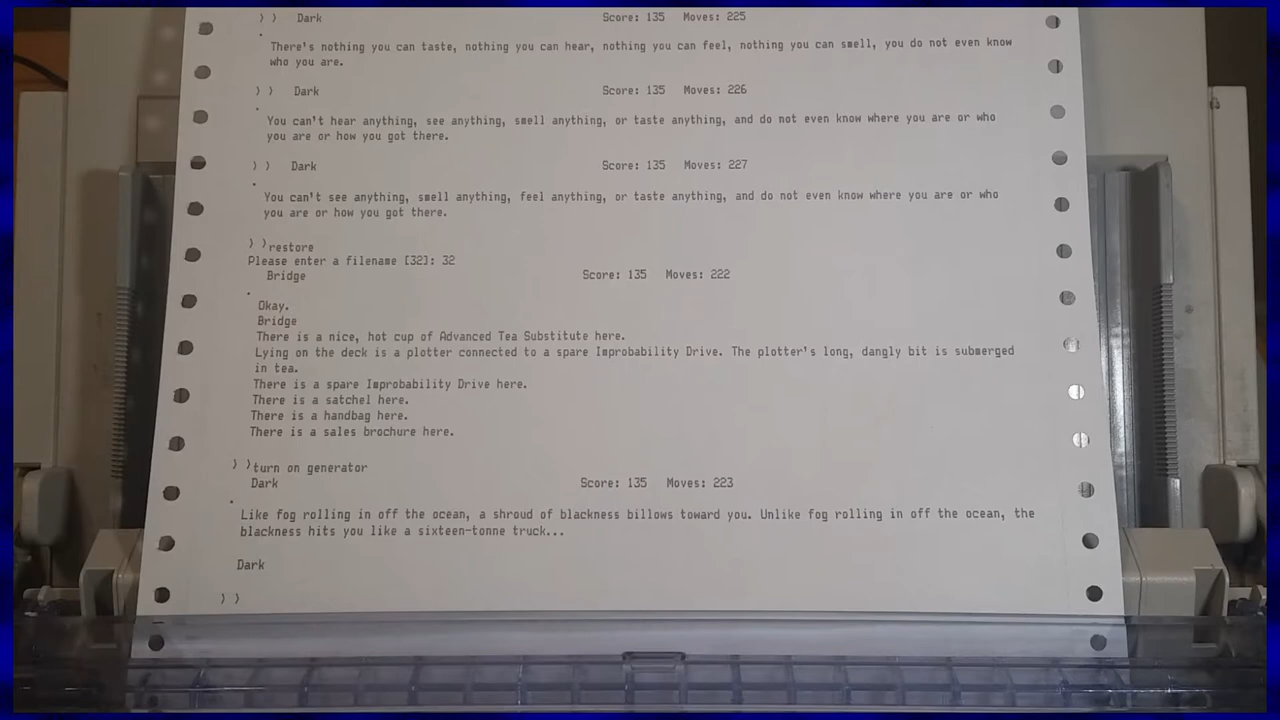 ) )  Dark  Score: 135  Moves: 225
.
There's nothing you can taste, nothing you can hear, nothing you can feel, nothing you can smell, you do not even know
who you are.
) )  Dark  Score: 135  Moves: 226
.
You can't hear anything, see anything, smell anything, or taste anything, and do not even know where you are or who
you are or how you got there.
) )  Dark  Score: 135  Moves: 227
.
You can't see anything, smell anything, feel anything, or taste anything, and do not even know where you are or who
you are or how you got there.
) )restore
Please enter a filename [32]: 32
Bridge  Score: 135  Moves: 222
.
Okay.
Bridge
There is a nice, hot cup of Advanced Tea Substitute here.
Lying on the deck is a plotter connected to a spare Improbability Drive. The plotter's long, dangly bit is submerged
in tea.
There is a spare Improbability Drive here.
There is a satchel here.
There is a handbag here.
There is a sales brochure here.
) )turn on generator
Dark  Score: 135  Moves: 223
.
Like fog rolling in off the ocean, a shroud of blackness billows toward you. Unlike fog rolling in off the ocean, the
blackness hits you like a sixteen-tonne truck...
Dark
) )